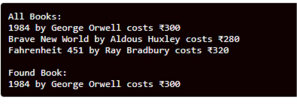 All Books:
1984 by George Orwell costs ₹300
Brave New World by Aldous Huxley costs ₹280
Fahrenheit 451 by Ray Bradbury costs ₹320
Found Book:
1984 by George Orwell costs ₹300